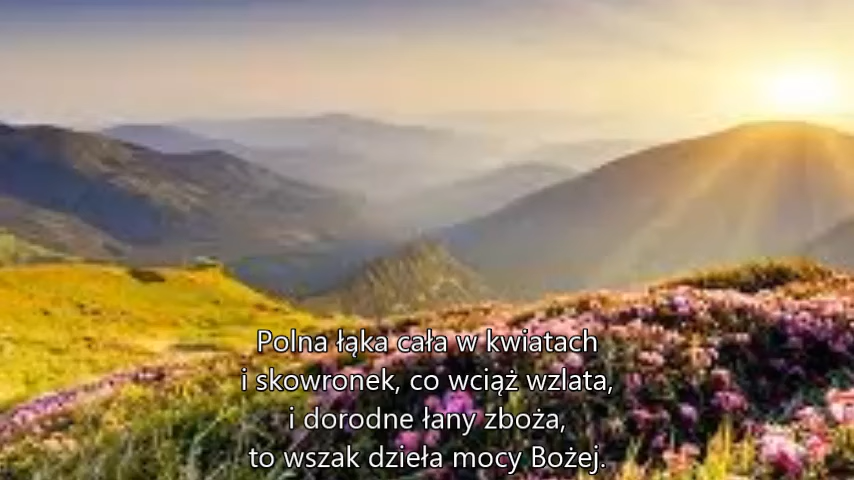 Polna łąka cała w kwiatach
i skowronek, co wciąż wzlata,
i dorodne łany zboża,
to wszak dzieła mocy Bożej.